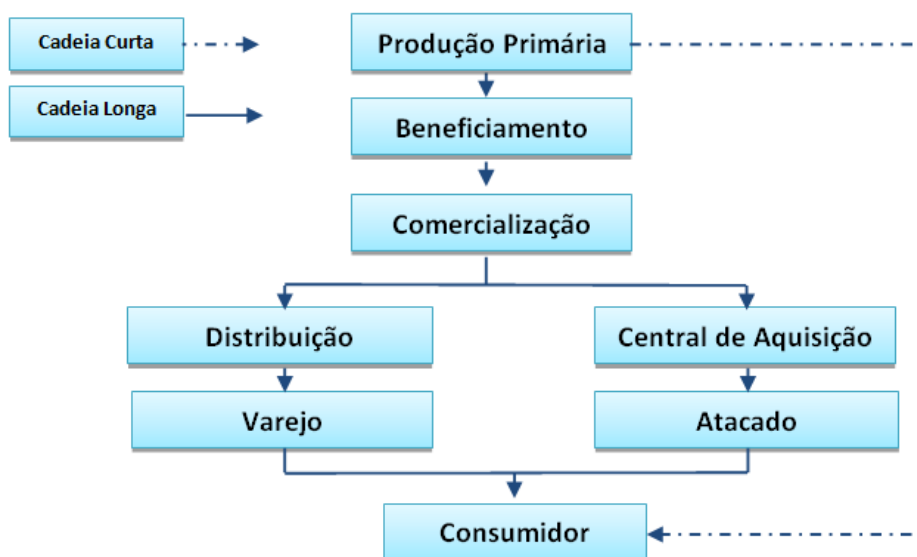 Cadeia Curta
Produção Primária
Cadeia Longa
Beneficiamento
Comercialização
Distribuição
Central de Aquisição
Varejo
Atacado
Consumidor